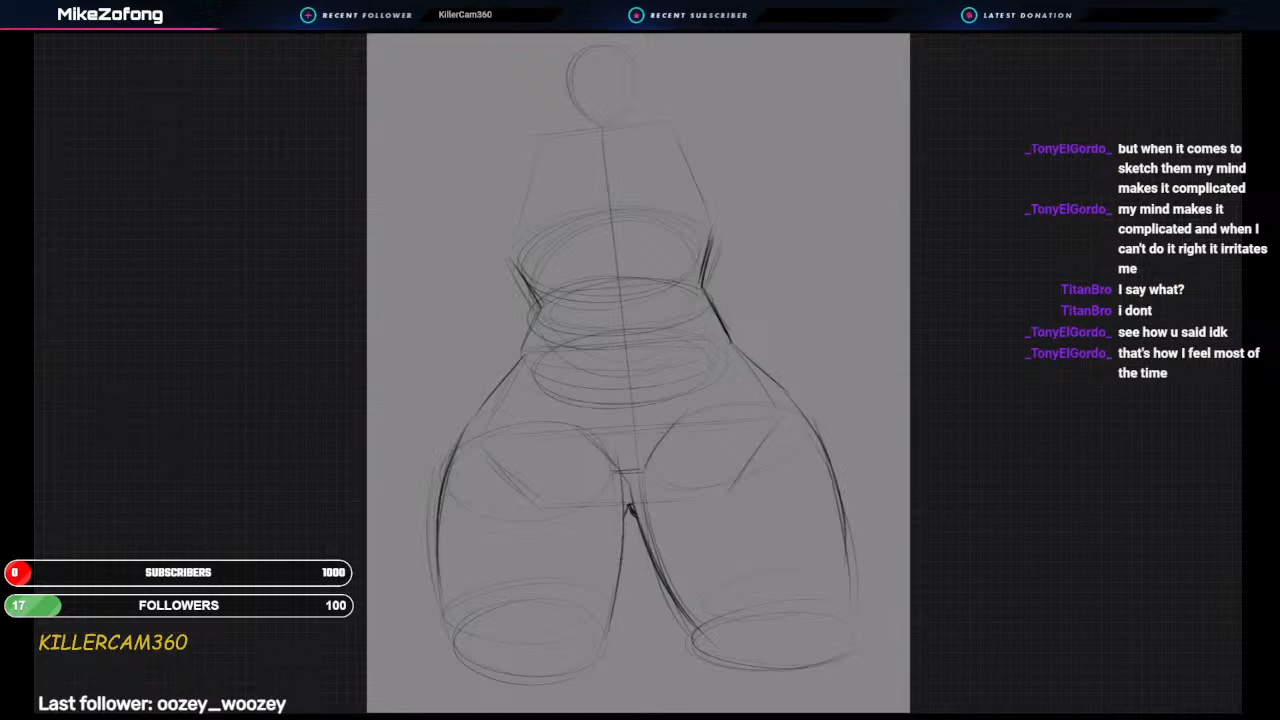 MikeZofong
RECENT FOLLOWER
KillerCam360
RECENT SUBSCRIBER
LATEST DONATION
_TonyElGordo_ but when it comes to
sketch them my mind
makes it complicated
_TonyElGordo_ my mind makes it
complicated and when I
can't do it right it irritates
me
TitanBro I say what?
TitanBro i dont
_TonyElGordo_ see how u said idk
_TonyElGordo_ that's how I feel most of
the time
0 SUBSCRIBERS 1000
17 FOLLOWERS 100
KILLERCAM360
Last follower: oozey_woozey